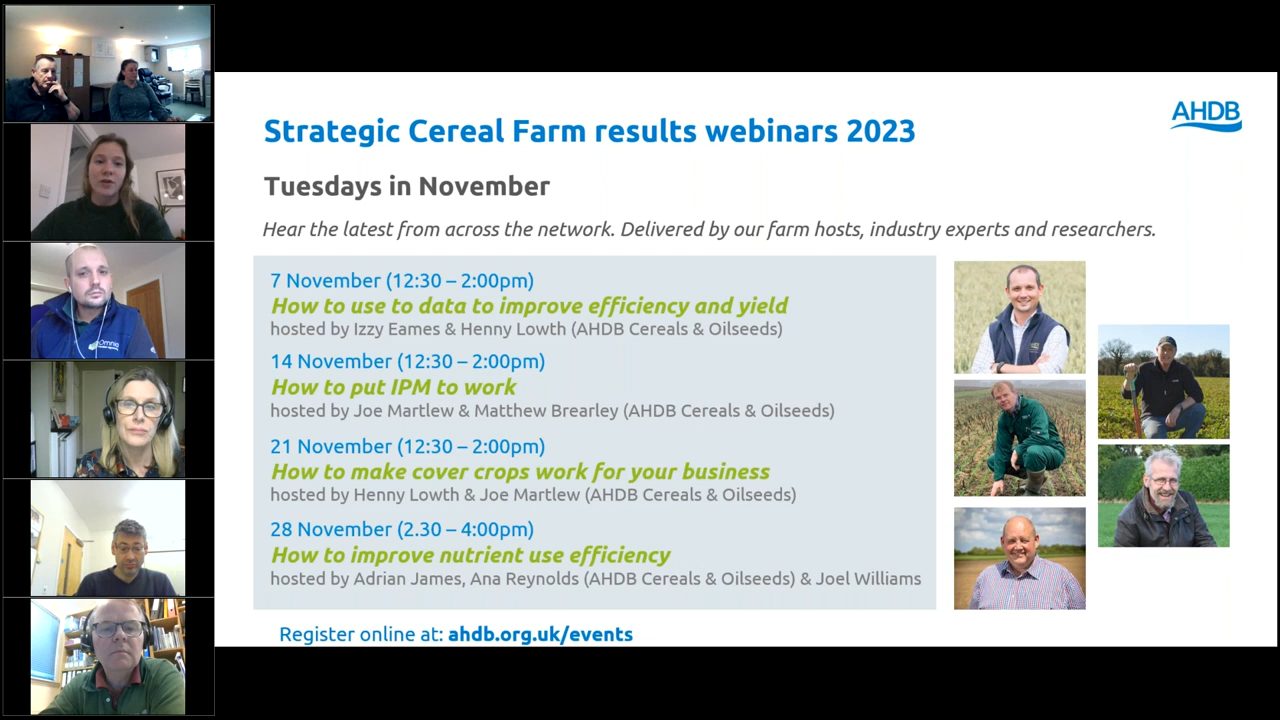 AHDB
Strategic Cereal Farm results webinars 2023
Tuesdays in November
Hear the latest from across the network. Delivered by our farm hosts, industry experts and researchers.
7 November (12:30 – 2:00pm)
How to use to data to improve efficiency and yield
hosted by Izzy Eames & Henny Lowth (AHDB Cereals & Oilseeds)
14 November (12:30 – 2:00pm)
How to put IPM to work
hosted by Joe Martlew & Matthew Brearley (AHDB Cereals & Oilseeds)
21 November (12:30 – 2:00pm)
How to make cover crops work for your business
hosted by Henny Lowth & Joe Martlew (AHDB Cereals & Oilseeds)
28 November (2.30 – 4:00pm)
How to improve nutrient use efficiency
hosted by Adrian James, Ana Reynolds (AHDB Cereals & Oilseeds) & Joel Williams
Register online at: ahdb.org.uk/events
Omnia